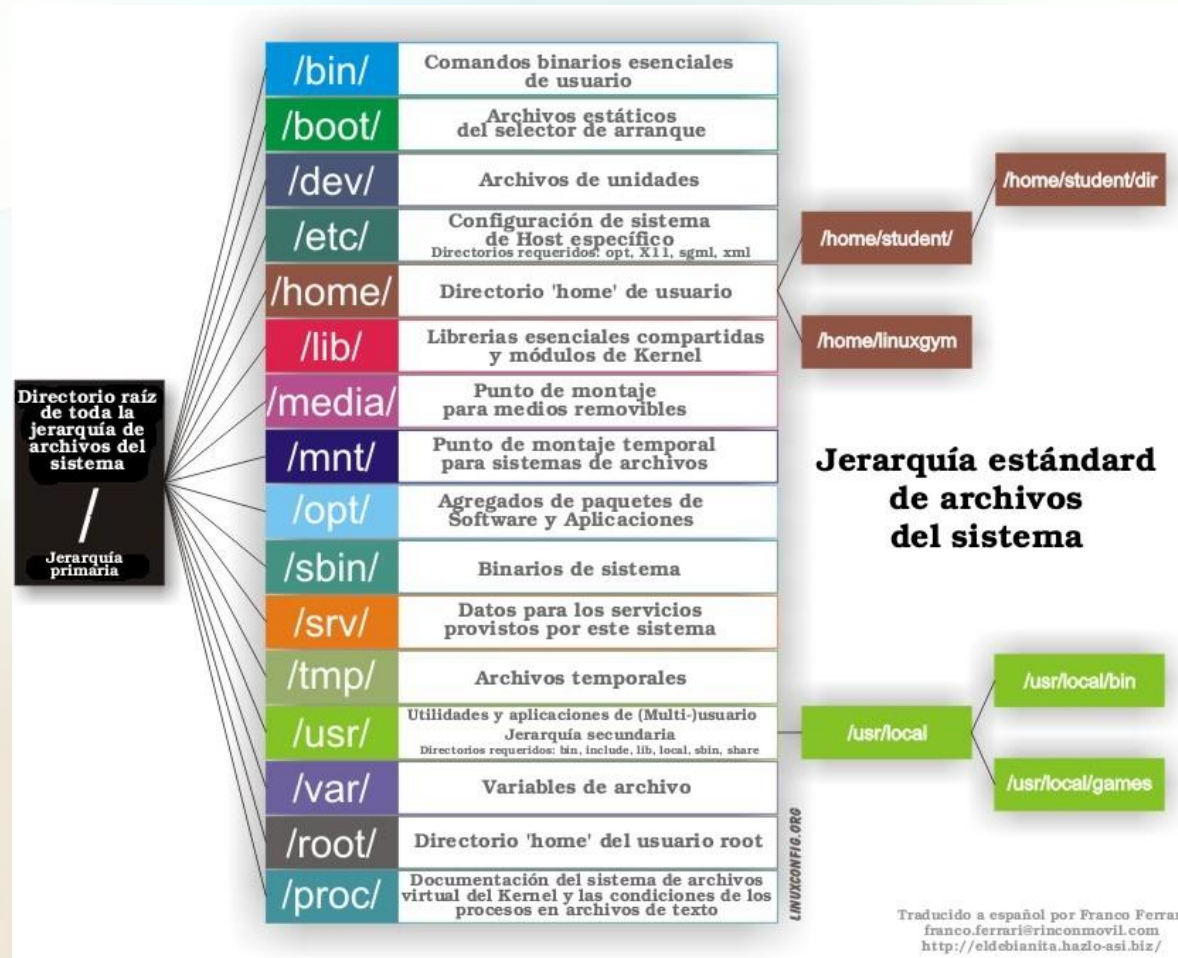 Directorio raíz
de toda la
jerarquía de
archivos del
sistema
/
Jerarquía
primaria
/bin/
Comandos binarios esenciales
de usuario
/boot/
Archivos estáticos
del selector de arranque
/dev/
Archivos de unidades
/etc/
Configuración de sistema
de Host específico
Directorios requeridos: opt, X11, sgml, xml
/home/
Directorio 'home' de usuario
/home/student/
/home/student/dir
/home/linuxgym
/lib/
Librerias esenciales compartidas
y módulos de Kernel
/media/
Punto de montaje
para medios removibles
/mnt/
Punto de montaje temporal
para sistemas de archivos
/opt/
Agregados de paquetes de
Software y Aplicaciones
/sbin/
Binarios de sistema
/srv/
Datos para los servicios
provistos por este sistema
/tmp/
Archivos temporales
/usr/
Utilidades y aplicaciones de (Multi-)usuario
Jerarquía secundaria
Directorios requeridos: bin, include, lib, local, sbin, share
/usr/local
/usr/local/bin
/usr/local/games
/var/
Variables de archivo
/root/
Directorio 'home' del usuario root
/proc/
Documentación del sistema de archivos
virtual del Kernel y las condiciones de los
procesos en archivos de texto
Jerarquía estándard
de archivos
del sistema
LINUXCONFIG.ORG
Traducido a español por Franco Ferrar
franco.ferrari@rinconmovil.com
http://eldebianita.hazlo-asi.biz/